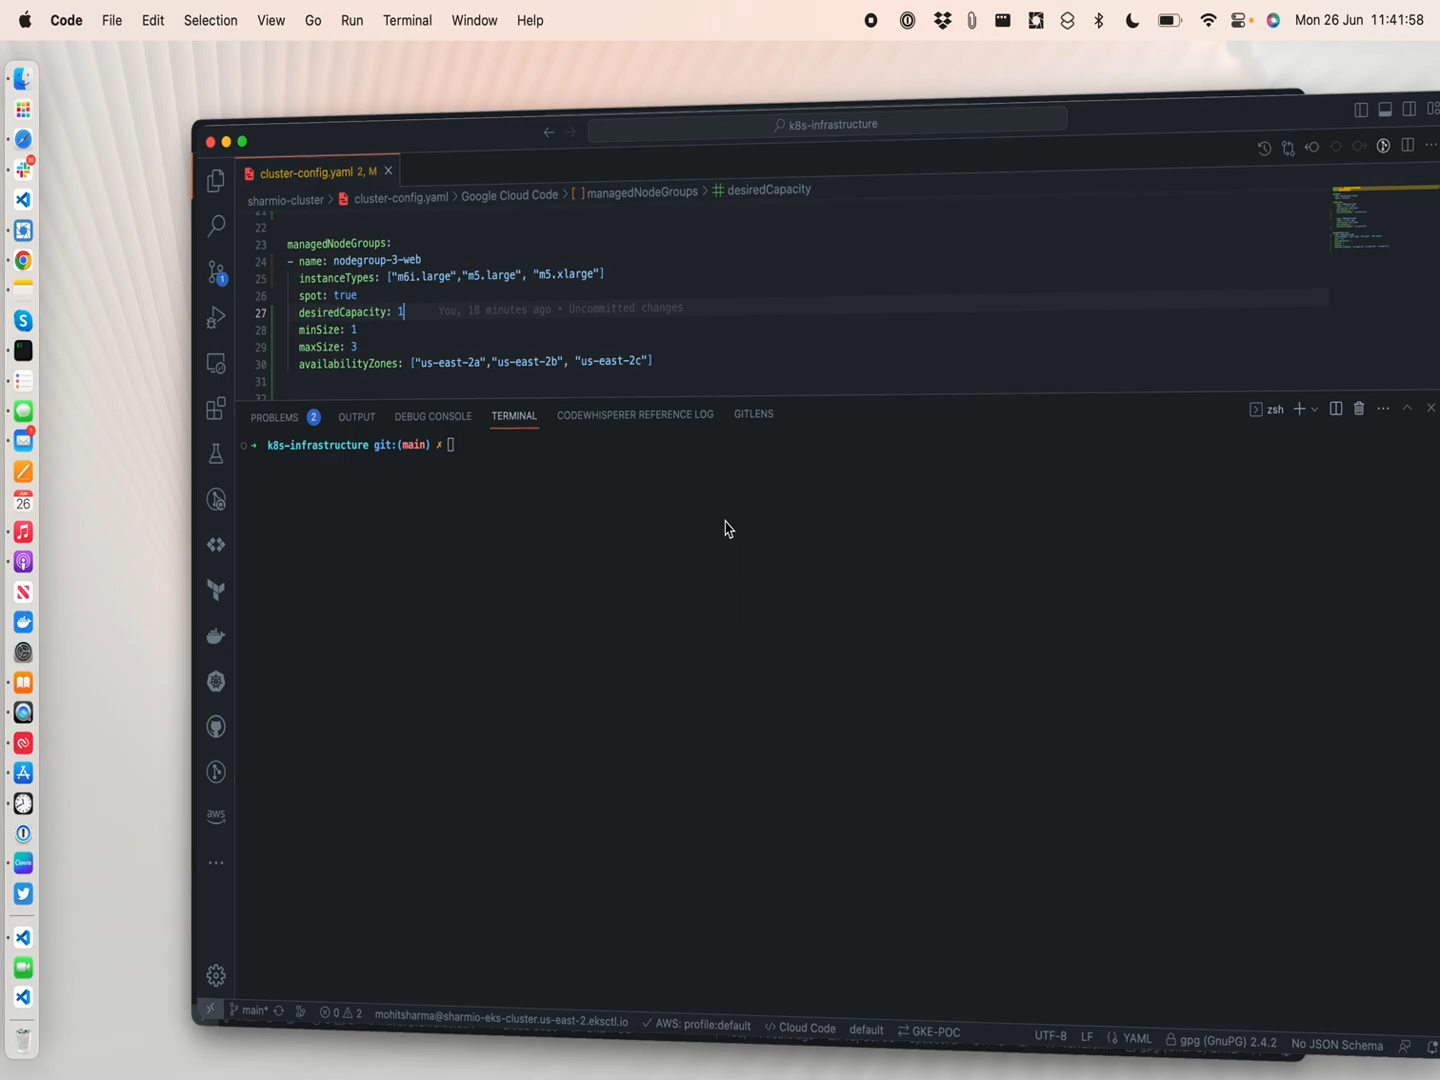 Code File Edit Selection View Go Run Terminal Window Help
Mon 26 Jun 11:41:58
k8s-infrastructure
cluster-config.yaml 2, M
sharmio-cluster > cluster-config.yaml > Google Cloud Code > [ ] managedNodeGroups > desiredCapacity
21
22
23 managedNodeGroups:
24 - name: nodegroup-3-web
25 instanceTypes: ["m6i.large","m5.large", "m5.xlarge"]
26 spot: true
27 desiredCapacity: 1 You, 18 minutes ago • Uncommitted changes
28 minSize: 1
29 maxSize: 3
30 availabilityZones: ["us-east-2a","us-east-2b", "us-east-2c"]
31
32
PROBLEMS 2 OUTPUT DEBUG CONSOLE TERMINAL CODEWHISPERER REFERENCE LOG GITLENS
zsh
→ k8s-infrastructure git:(main) ✗
1
26
aws
Canva
main* 0 2 mohitsharma@sharmio-eks-cluster.us-east-2.eksctl.io AWS: profile:default Cloud Code default GKE-POC
UTF-8 LF YAML gpg (GnuPG) 2.4.2 No JSON Schema